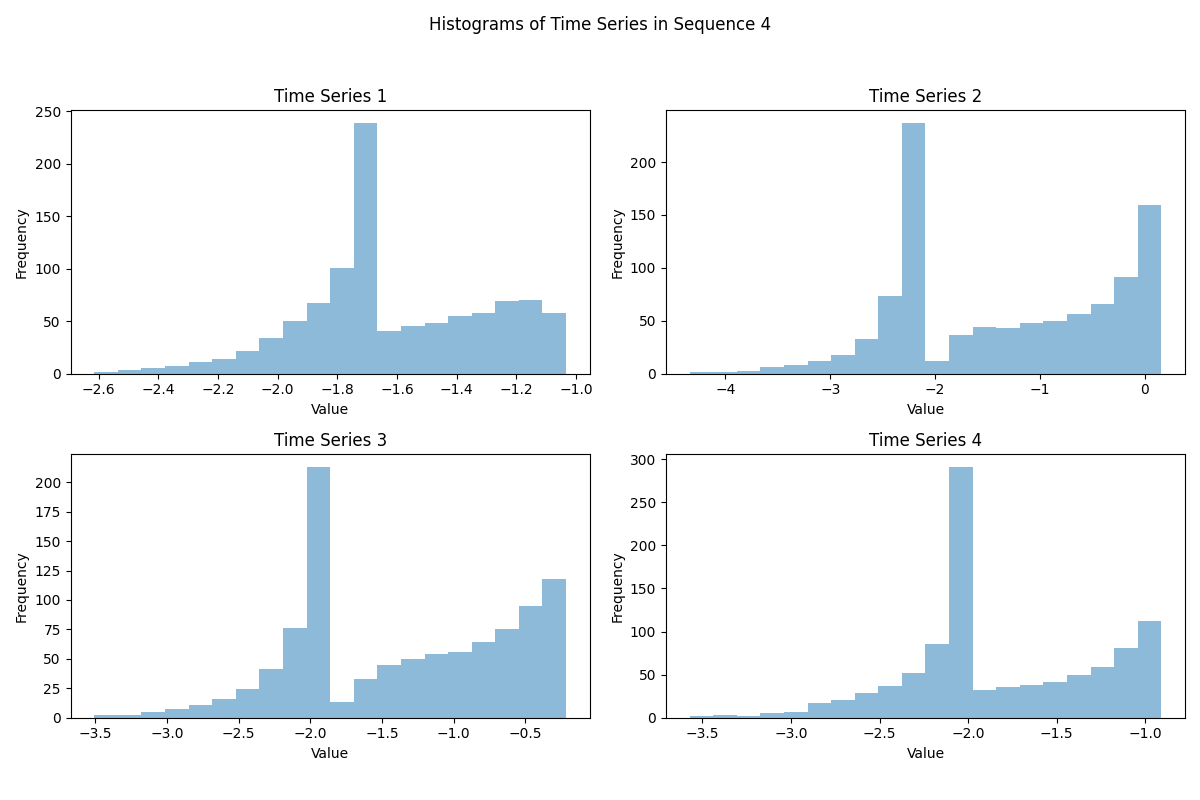 Histograms of Time Series in Sequence 4
Time Series 1
250
200
150
100
50
0
Frequency
−2.6 −2.4 −2.2 −2.0 −1.8 −1.6 −1.4 −1.2 −1.0
Value
Time Series 2
200
150
100
50
0
Frequency
−4 −3 −2 −1 0
Value
Time Series 3
200
175
150
125
100
75
50
25
0
Frequency
−3.5 −3.0 −2.5 −2.0 −1.5 −1.0 −0.5
Value
Time Series 4
300
250
200
150
100
50
0
Frequency
−3.5 −3.0 −2.5 −2.0 −1.5 −1.0
Value